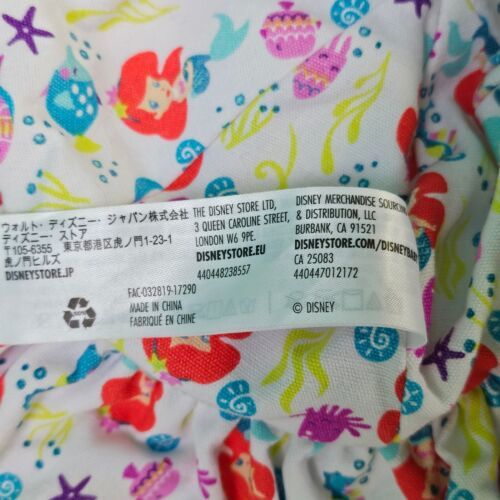 ウォルト・ディズニー・ジャパン株式会社
ディズニー ストア
〒105-6355 東京都港区虎ノ門1-23-1
虎ノ門ヒルズ
DISNEYSTORE.JP
THE DISNEY STORE LTD,
3 QUEEN CAROLINE STREET,
LONDON W6 9PE.
DISNEYSTORE.EU
440448238557
DISNEY MERCHANDISE SOURCING
& DISTRIBUTION, LLC
BURBANK, CA 91521
DISNEYSTORE.COM/DISNEYBABY
CA 25083
440447012172
FAC-032819-17290
MADE IN CHINA
FABRIQUÉ EN CHINE
© DISNEY